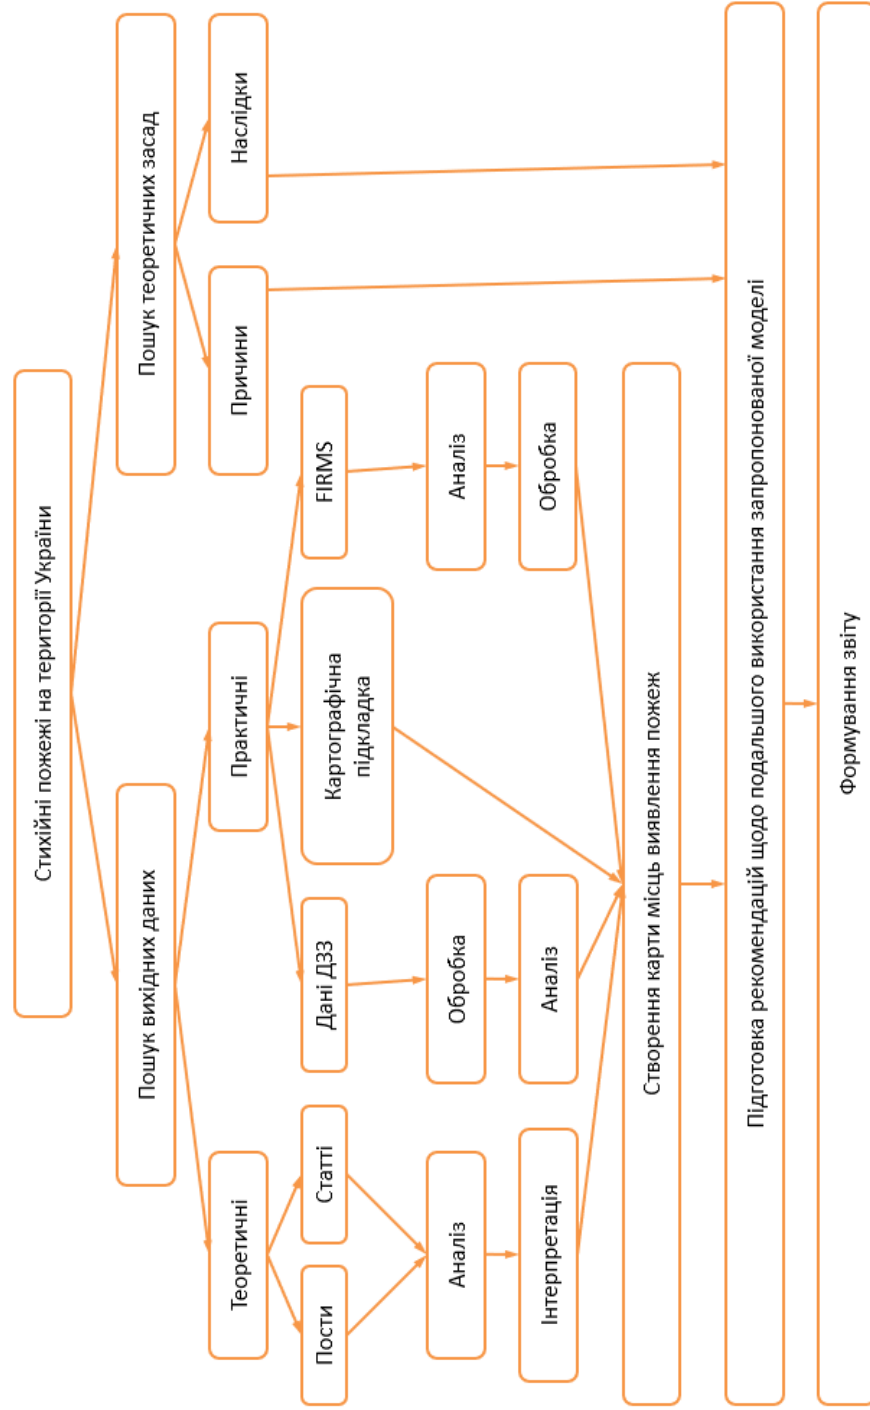 Стихійні пожежі на території України
Пошук вихідних даних
Пошук теоретичних засад
Теоретичні
Практичні
Причини
Наслідки
Пости
Статті
Дані ДЗЗ
Картографічна
підкладка
FIRMS
Аналіз
Обробка
Аналіз
Інтерпретація
Аналіз
Обробка
Створення карти місць виявлення пожеж
Підготовка рекомендацій щодо подальшого використання запропонованої моделі
Формування звіту